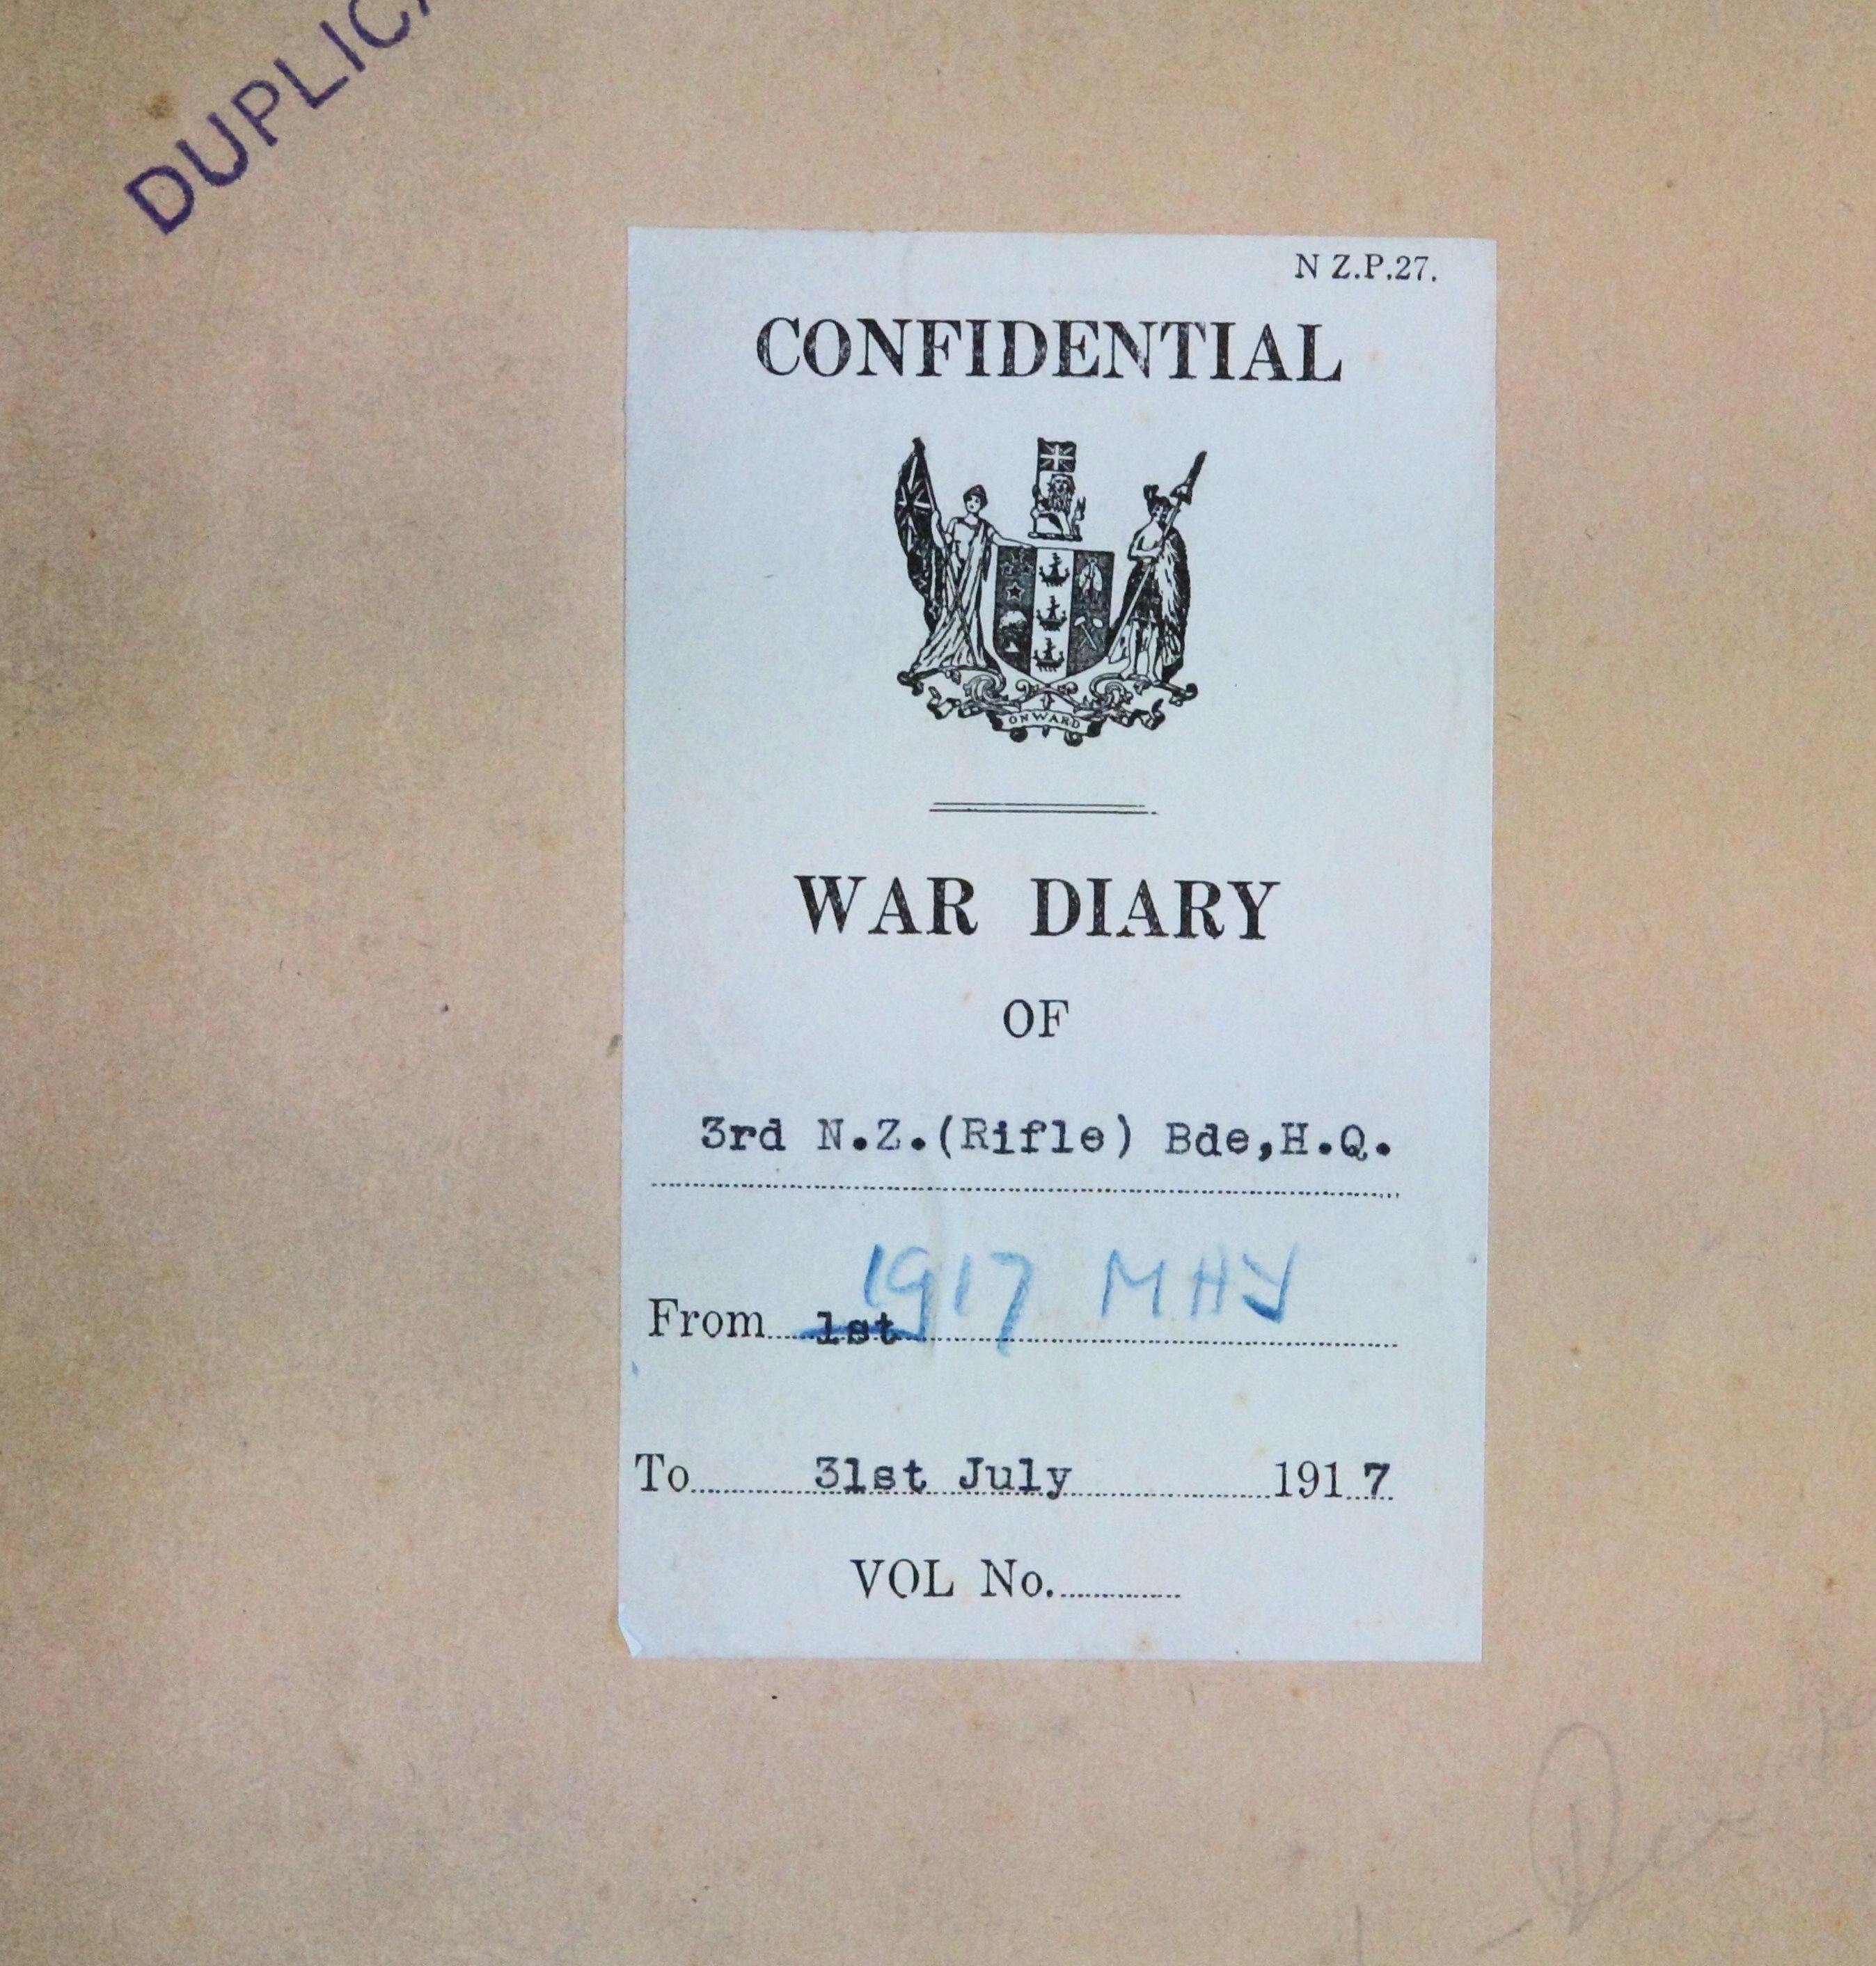 DUPLICA
N Z.P.27.
CONFIDENTIAL
ONWARD
WAR DIARY
OF
3rd N.Z.(Rifle) Bde,H.Q.
1917 MAY
From 1st
To 31st July 1917
VOL No.